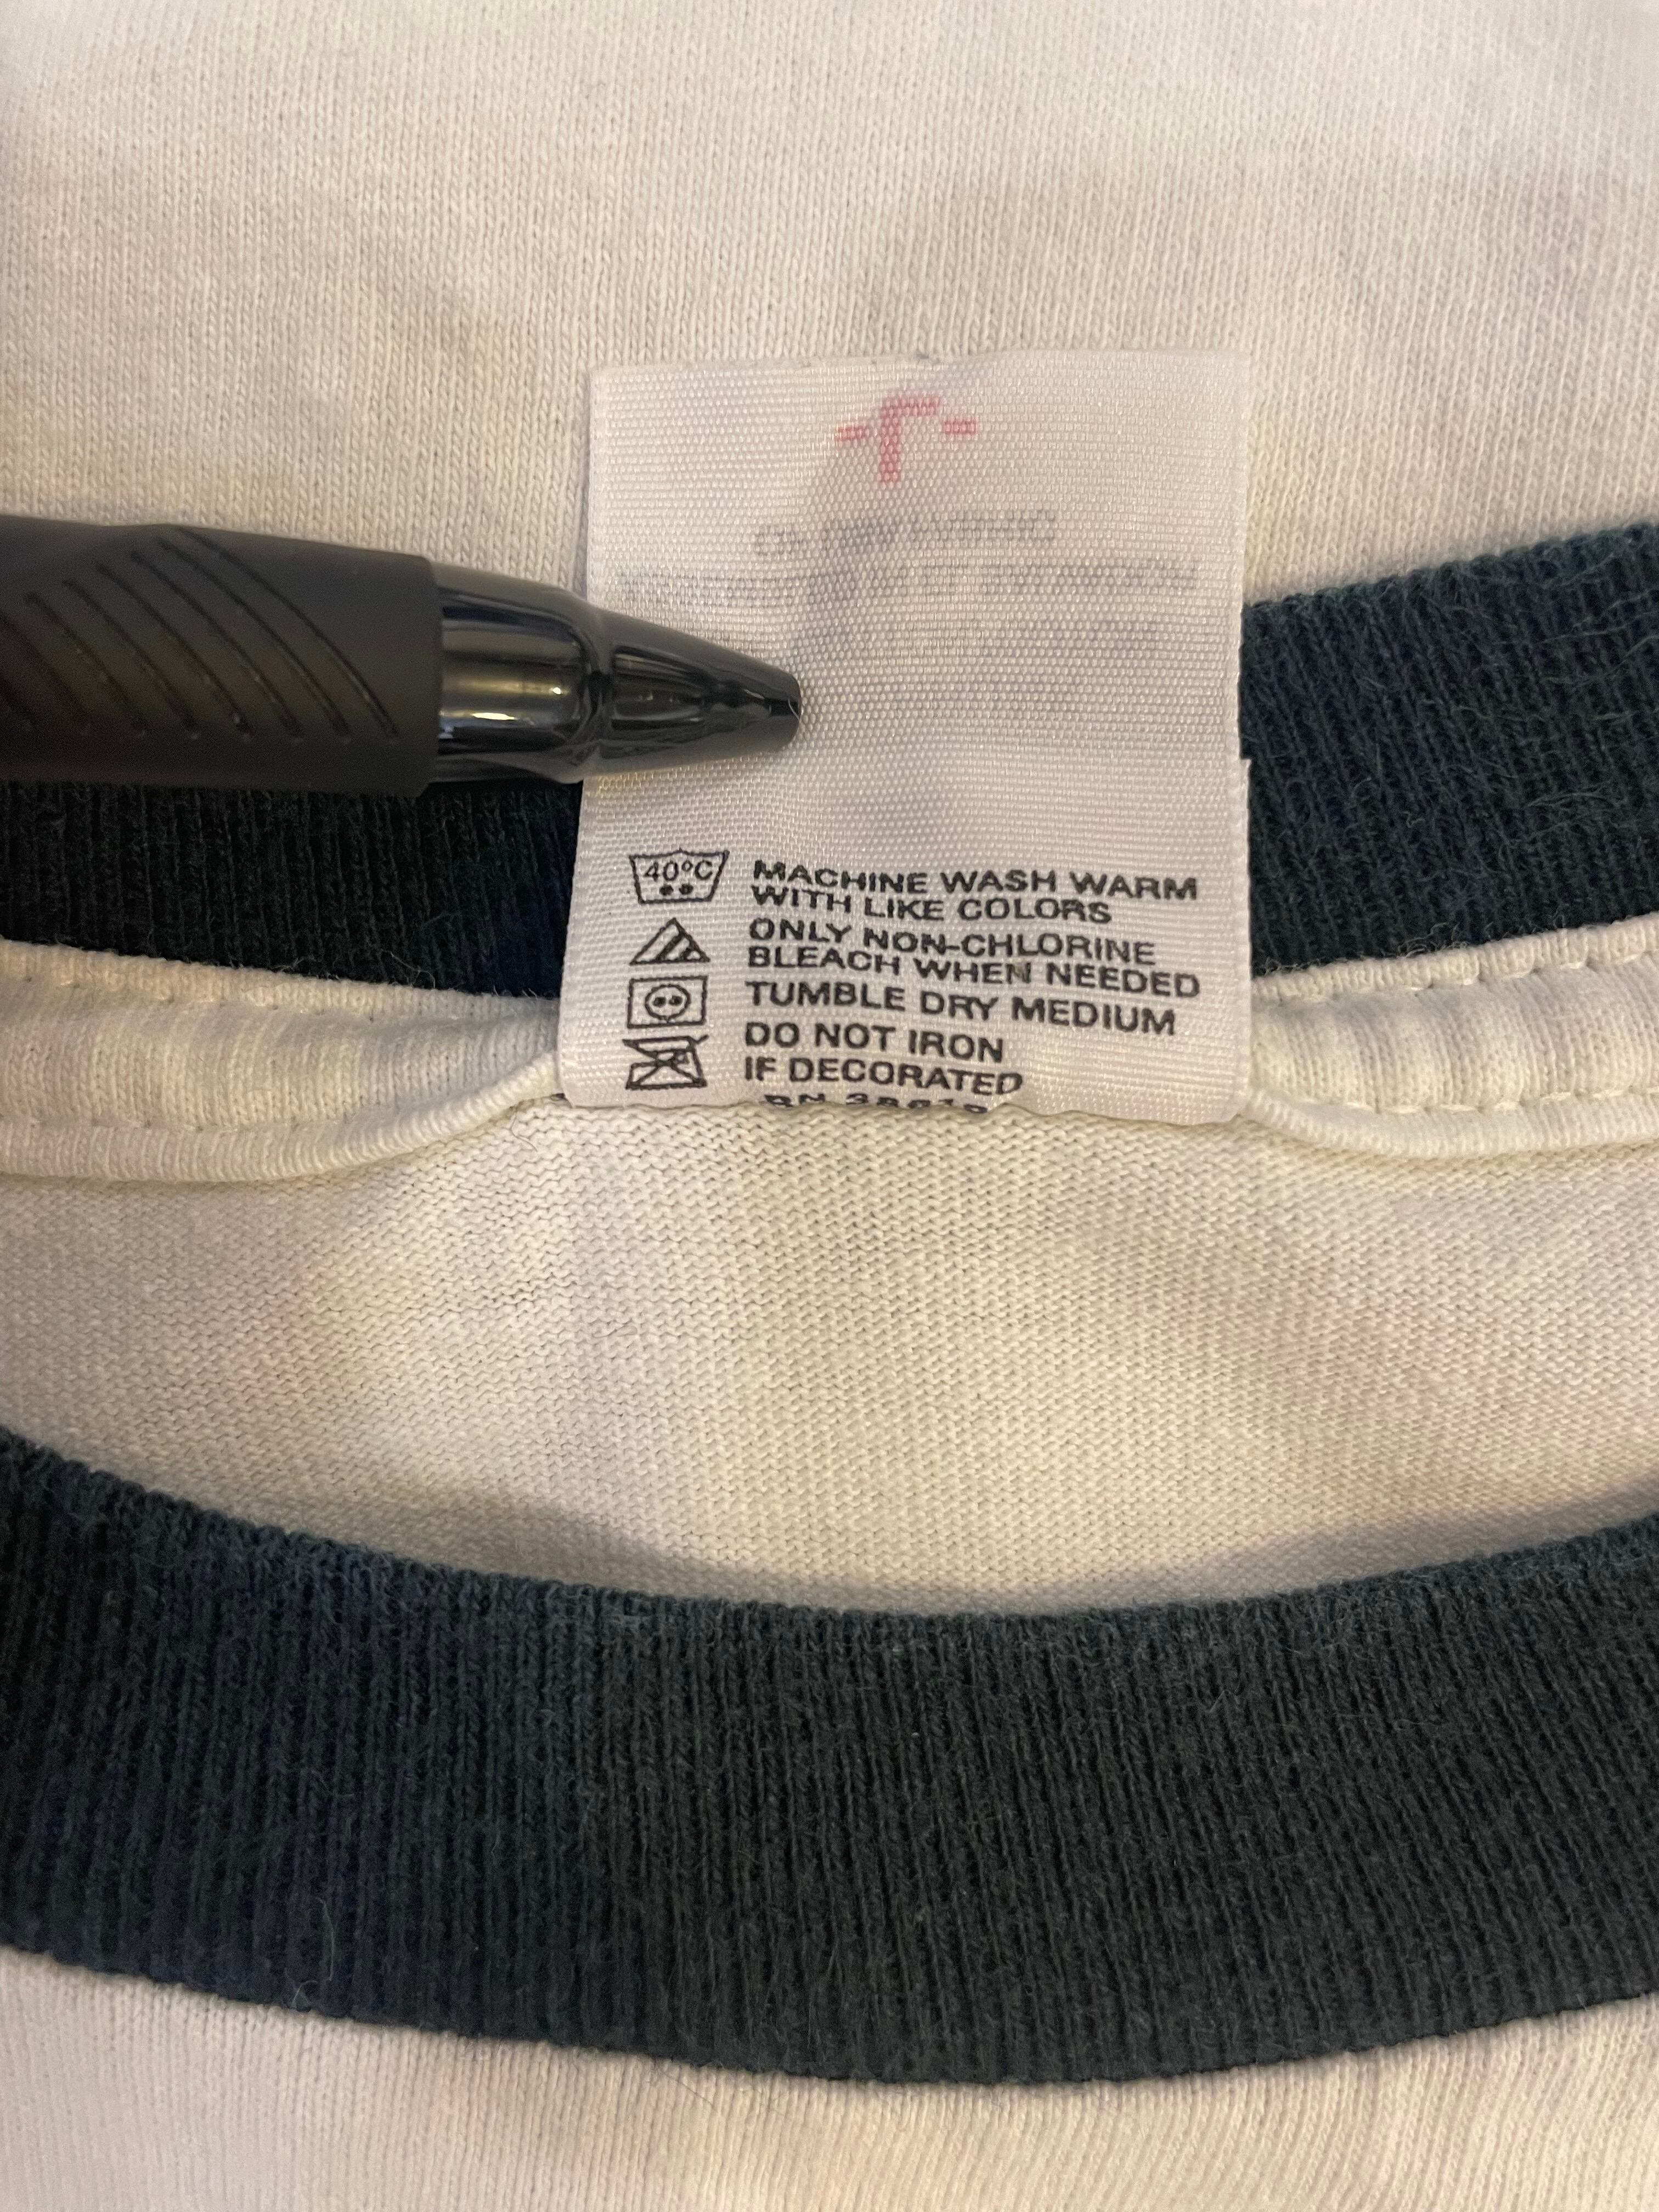 40°C
MACHINE WASH WARM
WITH LIKE COLORS
ONLY NON-CHLORINE
BLEACH WHEN NEEDED
TUMBLE DRY MEDIUM
DO NOT IRON
IF DECORATED
RN